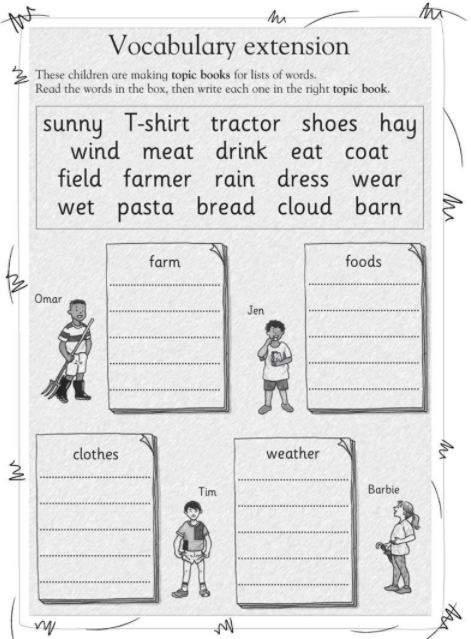 Vocabulary extension
These children are making topic books for lists of words.
Read the words in the box, then write each one in the right topic book.
sunny T-shirt tractor shoes hay
wind meat drink eat coat
field farmer rain dress wear
wet pasta bread cloud barn
farm
foods
Omar
Jen
clothes
weather
Tim
Barbie